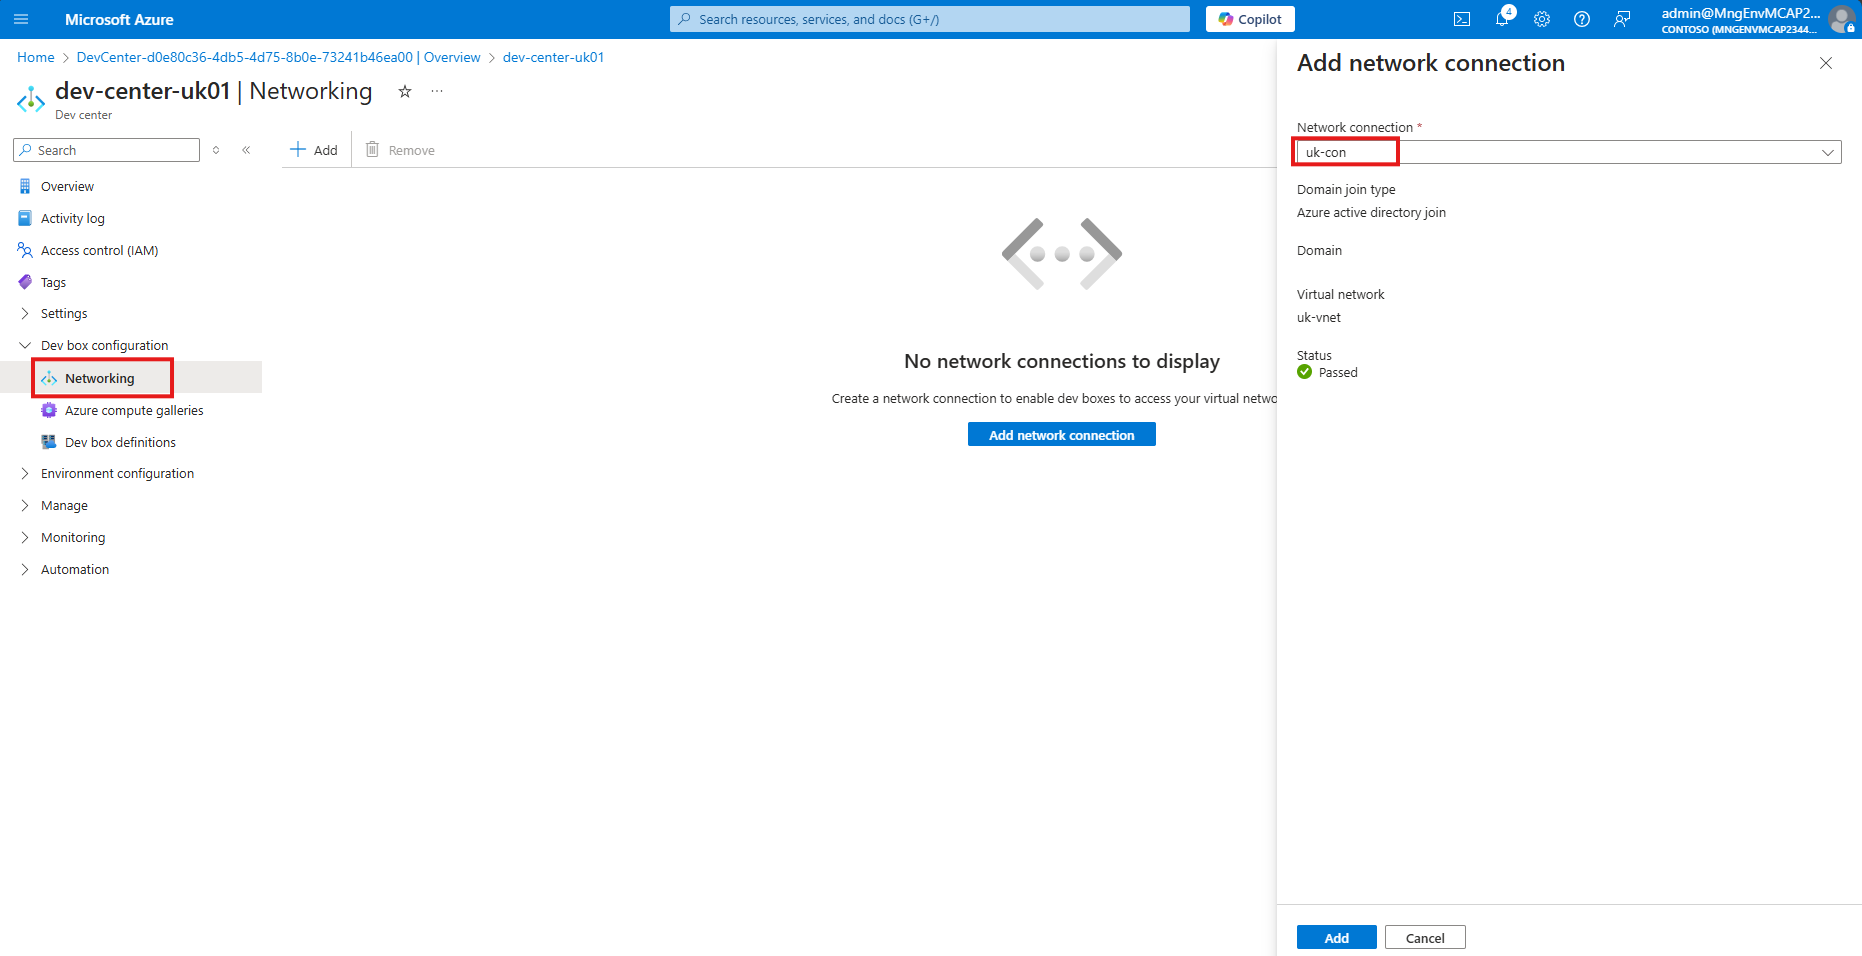 Microsoft Azure
Search resources, services, and docs (G+/)
Copilot
4
admin@MngEnvMCAP2...
CONTOSO (MNGENVMCAP2344...
Home > DevCenter-d0e80c36-4db5-4d75-8b0e-73241b46ea00 | Overview > dev-center-uk01
dev-center-uk01 | Networking
Dev center
Search
Add
Remove
Overview
Activity log
Access control (IAM)
Tags
Settings
Dev box configuration
Networking
Azure compute galleries
Dev box definitions
Environment configuration
Manage
Monitoring
Automation
No network connections to display
Create a network connection to enable dev boxes to access your virtual netwo
Add network connection
Add network connection
Network connection *
uk-con
Domain join type
Azure active directory join
Domain
Virtual network
uk-vnet
Status
Passed
Add
Cancel